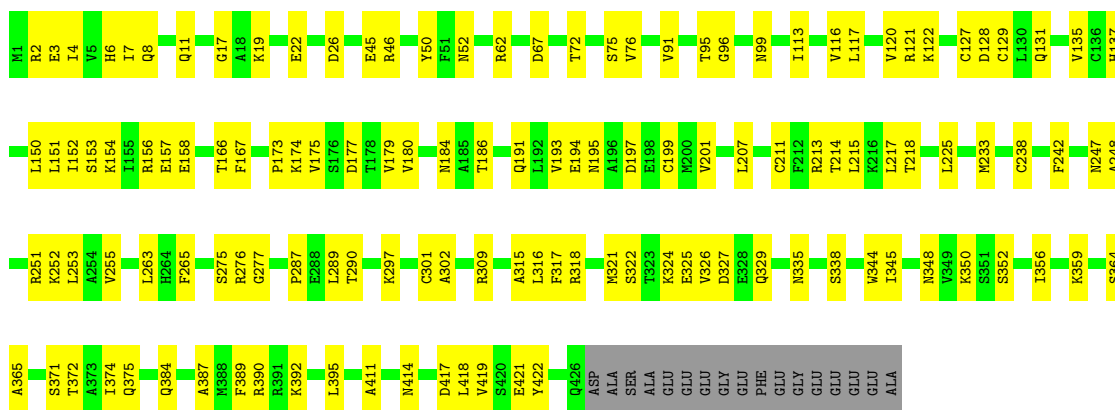 M1 R2 E3 I4 V5 H6 I7 Q8 Q11 G17 A18 K19 E22 D26 E45 R46 Y50 F51 N52 R62 D67 T72 S75 V76 V91 T95 G96 N99 I113 V116 L117 V120 R121 K122 C127 D128 C129 L130 Q131 V135 C136 H137
L150 L151 I152 S153 K154 I155 R156 E157 E158 T166 F167 P173 K174 V175 S176 D177 T178 V179 V180 N184 A185 T186 Q191 L192 V193 E194 N195 A196 D197 E198 C199 M200 V201 L207 C211 F212 R213 T214 L215 K216 L217 T218 L225 M233 C238 F242 N247 A248
R251 K252 L253 A254 V255 L263 H264 F265 S275 R276 G277 P287 E288 L289 T290 K297 C301 A302 R309 A315 L316 F317 R318 M321 S322 T323 K324 E325 V326 D327 E328 Q329 N335 S338 W344 I345 N348 V349 K350 S351 S352 I356 K359 S364
A365 S371 T372 A373 I374 Q375 Q384 A387 M388 F389 R390 R391 K392 L395 A411 N414 D417 L418 V419 S420 E421 Y422 Q426 ASP ALA SER ALA GLU GLU GLU GLY GLU PHE GLU GLY GLU GLU GLU GLU ALA